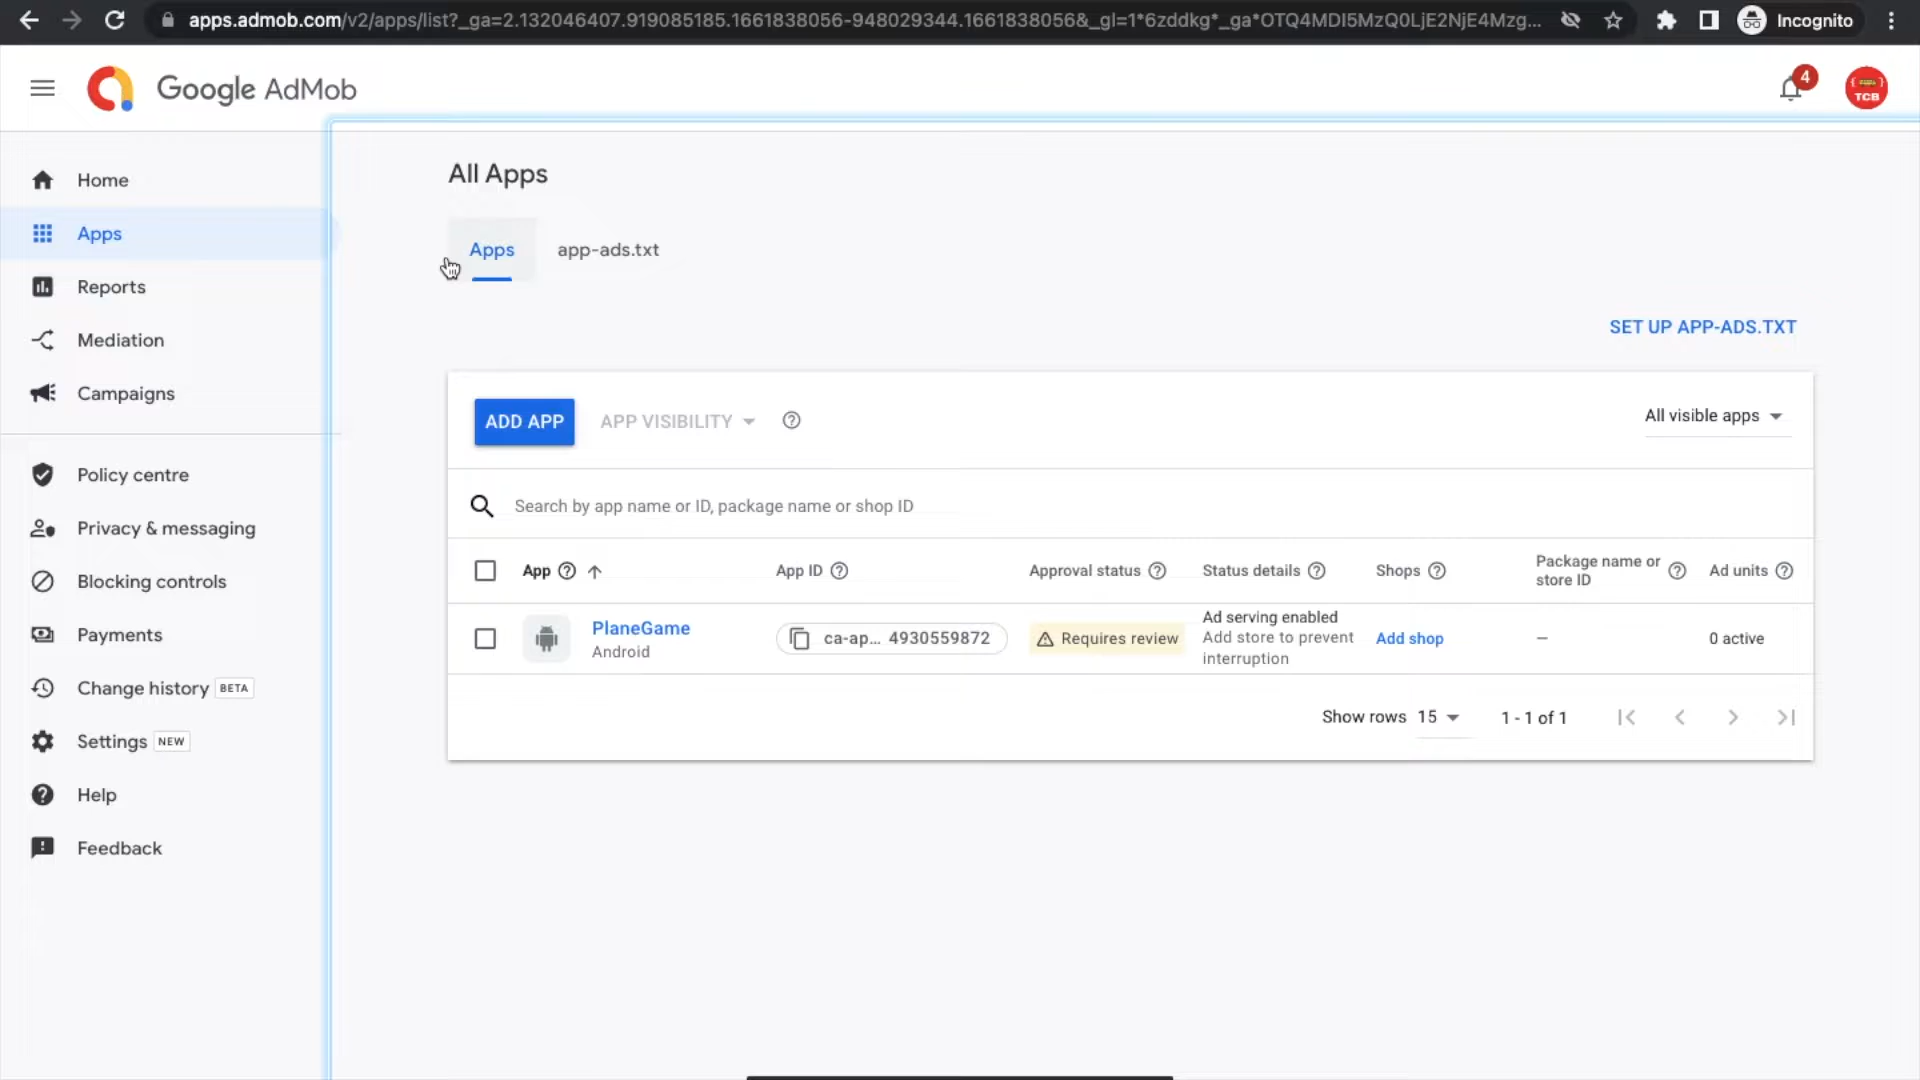 apps.admob.com/v2/apps/list?_ga=2.132046407.919085185.1661838056-948029344.1661838056&_gl=1*6zddkg*_ga*OTQ4MDI5MzQ0LjE2NjE4Mzg...
Incognito
Google AdMob
4
TCB
Home
Apps
Reports
Mediation
Campaigns
Policy centre
Privacy & messaging
Blocking controls
Payments
Change history BETA
Settings NEW
Help
Feedback
All Apps
Apps app-ads.txt
SET UP APP-ADS.TXT
ADD APP APP VISIBILITY All visible apps
Search by app name or ID, package name or shop ID
App App ID Approval status Status details Shops Package name or store ID Ad units
PlaneGame
Android
ca-ap... 4930559872
Requires review
Ad serving enabled
Add store to prevent
interruption
Add shop
–
0 active
Show rows 15 1 - 1 of 1